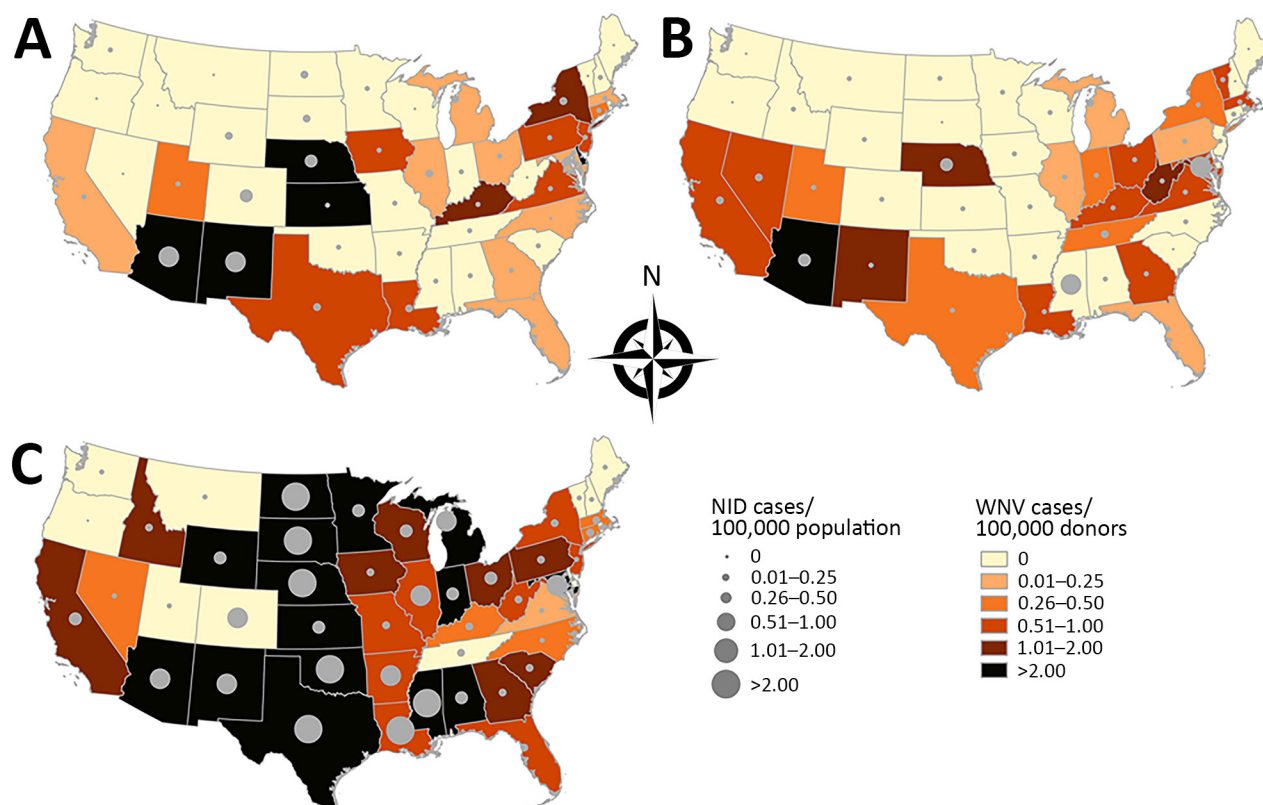 A
B
N
C
NID cases/
100,000 population
0
0.01–0.25
0.26–0.50
0.51–1.00
1.01–2.00
>2.00
WNV cases/
100,000 donors
0
0.01–0.25
0.26–0.50
0.51–1.00
1.01–2.00
>2.00